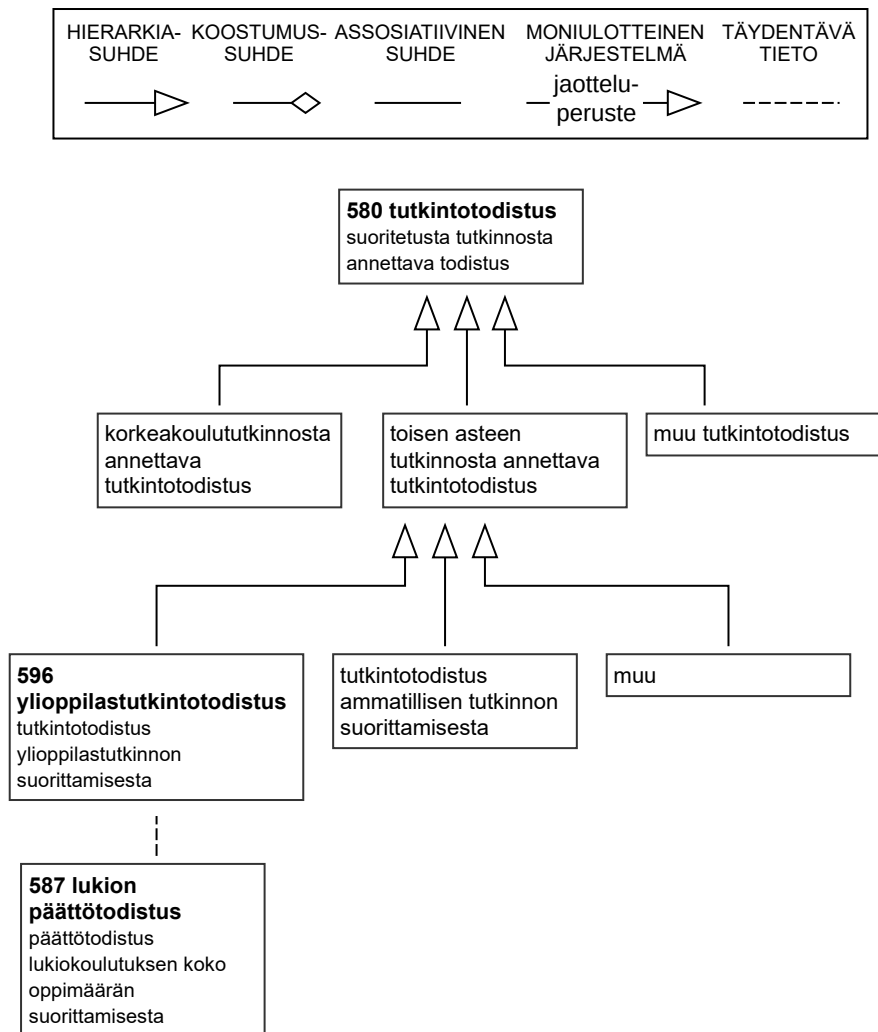 HIERARKIA-
SUHDE
KOOSTUMUS-
SUHDE
ASSOSIATIIVINEN
SUHDE
MONIULOTTEINEN
JÄRJESTELMÄ
jaottelu-
peruste
TÄYDENTÄVÄ
TIETO
580 tutkintotodistus
suoritetusta tutkinnosta
annettava todistus
korkeakoulututkinnosta
annettava
tutkintotodistus
toisen asteen
tutkinnosta annettava
tutkintotodistus
muu tutkintotodistus
596
ylioppilastutkintotodistus
tutkintotodistus
ylioppilastutkinnon
suorittamisesta
tutkintotodistus
ammatillisen tutkinnon
suorittamisesta
muu
587 lukion
päättötodistus
päättötodistus
lukiokoulutuksen koko
oppimäärän
suorittamisesta